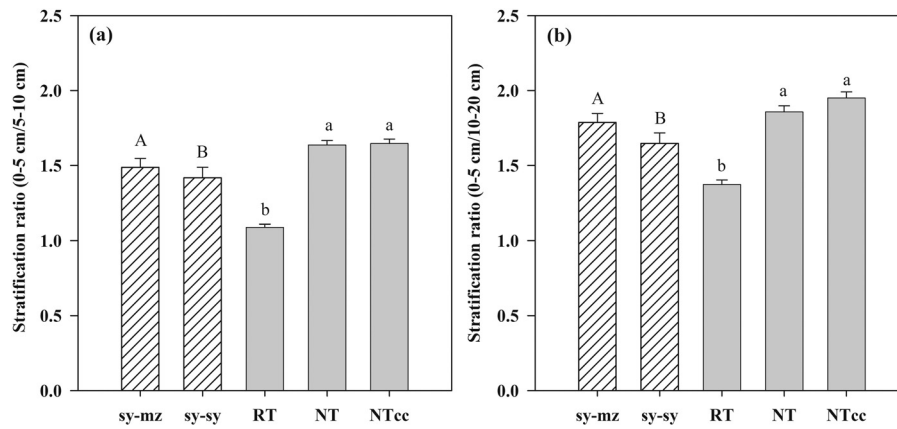 (a)
Stratification ratio (0-5 cm/5-10 cm)
2.5
2.0
1.5
1.0
0.5
0.0
A
B
b
a
a
sy-mz sy-sy RT NT NTcc
(b)
Stratification ratio (0-5 cm/10-20 cm)
2.5
2.0
1.5
1.0
0.5
0.0
A
B
b
a
a
sy-mz sy-sy RT NT NTcc